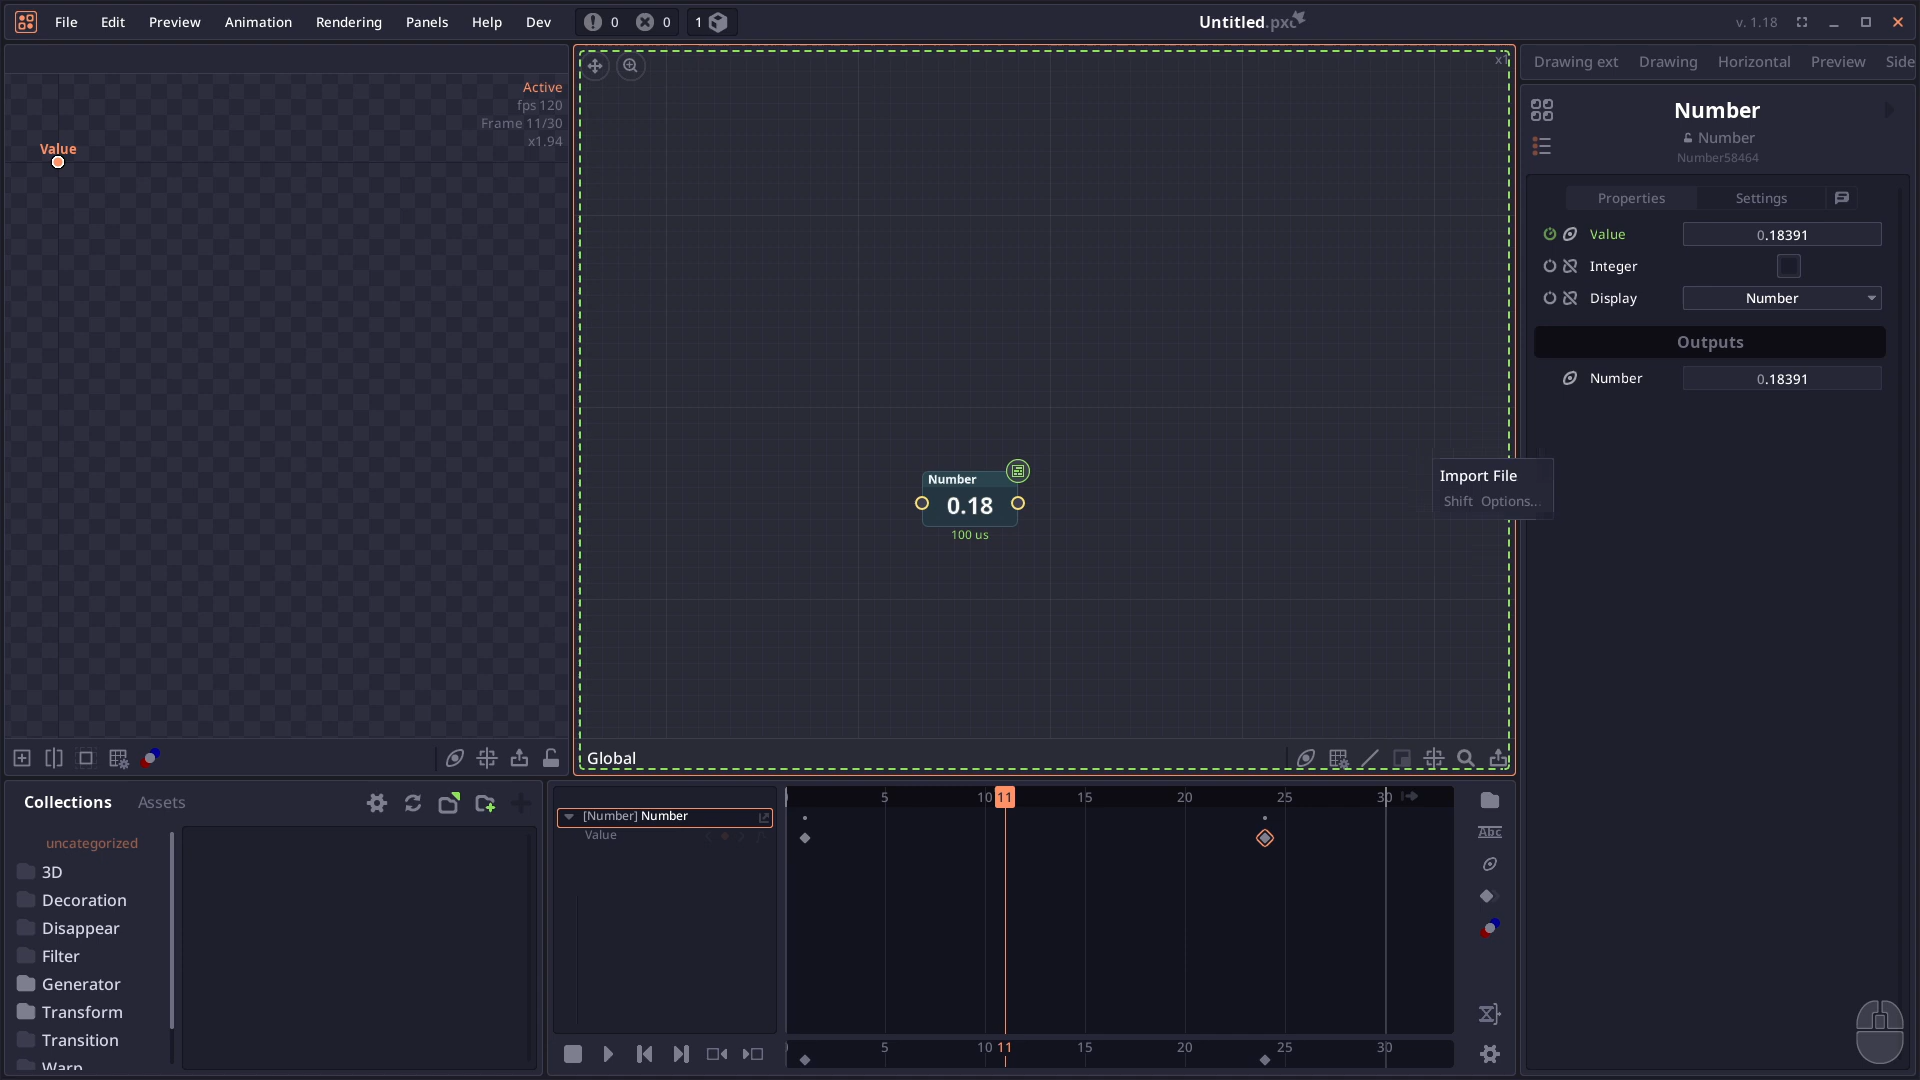 File Edit Preview Animation Rendering Panels Help Dev 0 0 1 Untitled.pxc v. 1.18
Active
fps 120
Frame 11/30
x1.94
Value
x1
Number
0.18
100 us
Import File
Shift Options...
Global
Drawing ext Drawing Horizontal Preview Side
Number
Number
Number58464
Properties Settings
Value 0.18391
Integer
Display Number
Outputs
Number 0.18391
Collections Assets
uncategorized
3D
Decoration
Disappear
Filter
Generator
Transform
Transition
Warp
5 10 11 15 20 25 30
[Number] Number
Value
Abc
5 10 11 15 20 25 30